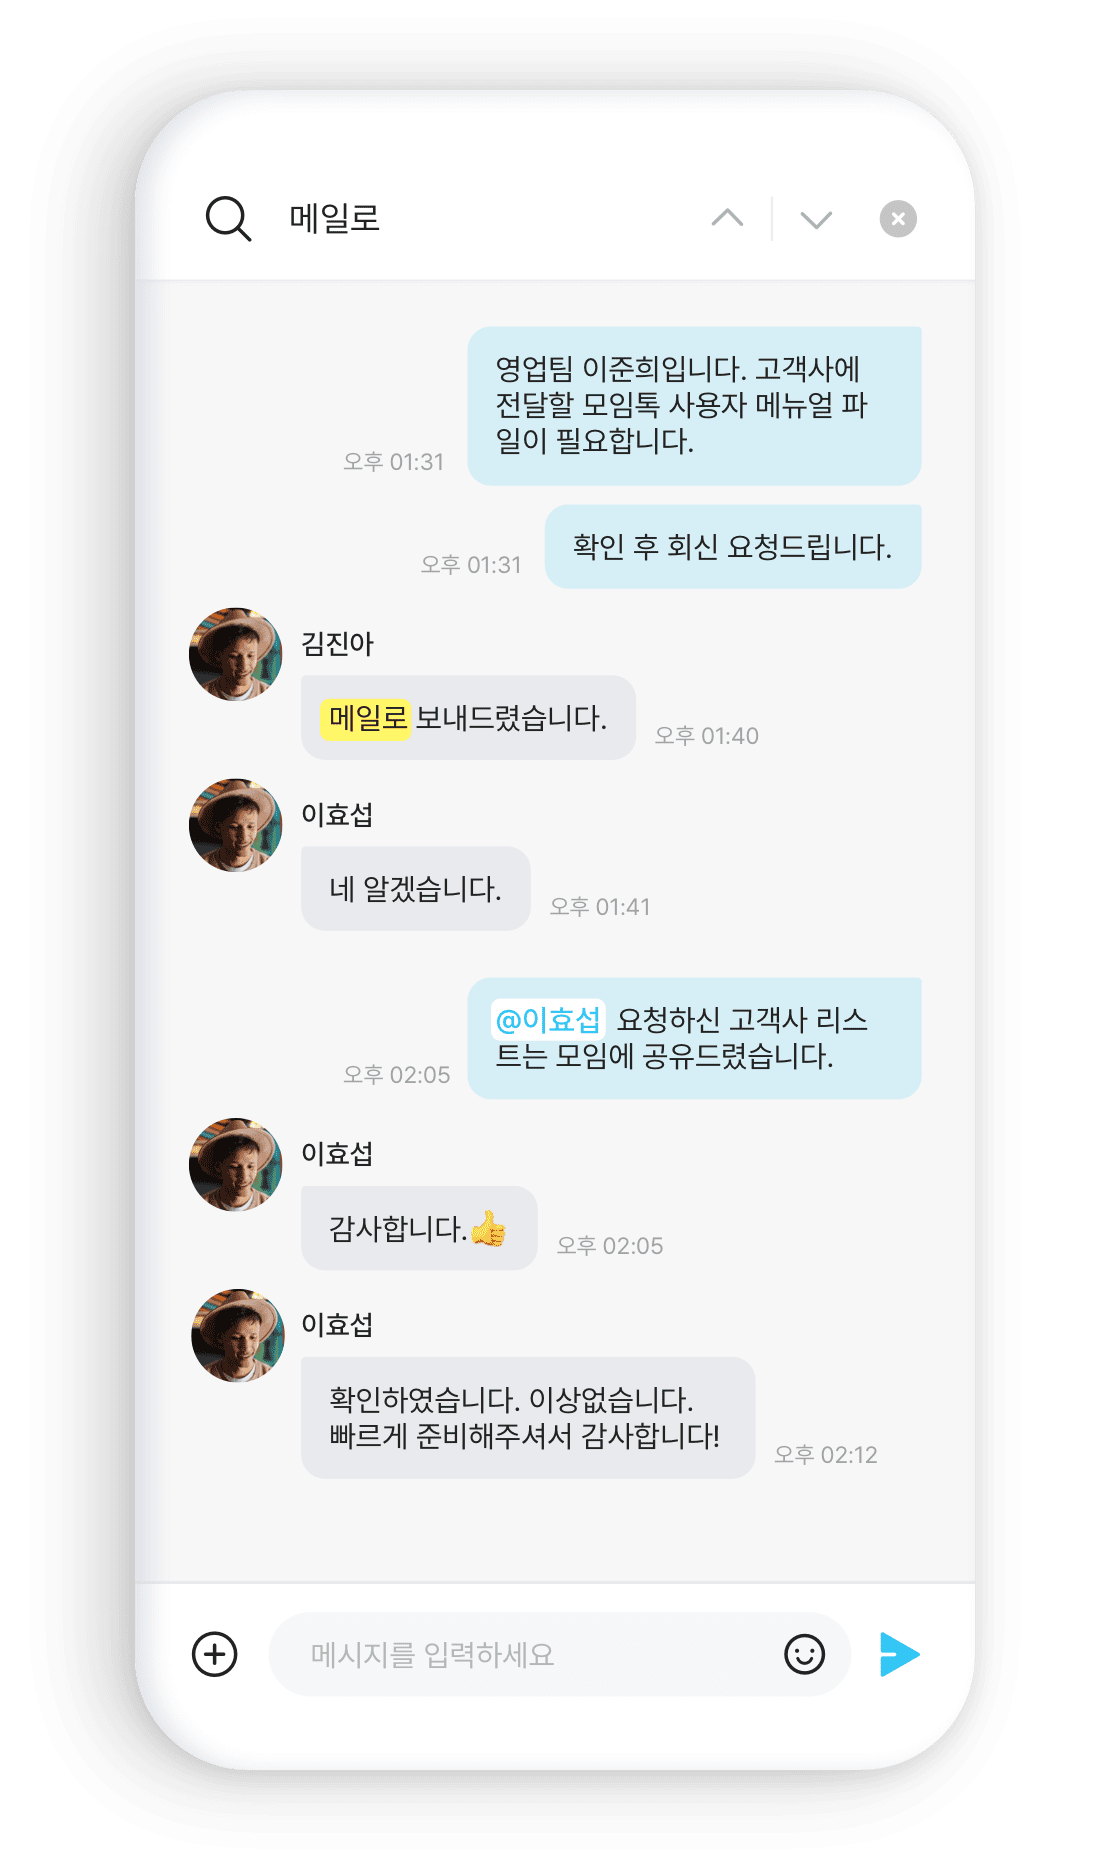 메일로
영업팀 이준희입니다. 고객사에
전달할 모임톡 사용자 메뉴얼 파
일이 필요합니다.
오후 01:31
확인 후 회신 요청드립니다.
오후 01:31
김진아
메일로 보내드렸습니다.
오후 01:40
이효섭
네 알겠습니다.
오후 01:41
@이효섭 요청하신 고객사 리스
트는 모임에 공유드렸습니다.
오후 02:05
이효섭
감사합니다.👍
오후 02:05
이효섭
확인하였습니다. 이상없습니다.
빠르게 준비해주셔서 감사합니다!
오후 02:12
메시지를 입력하세요